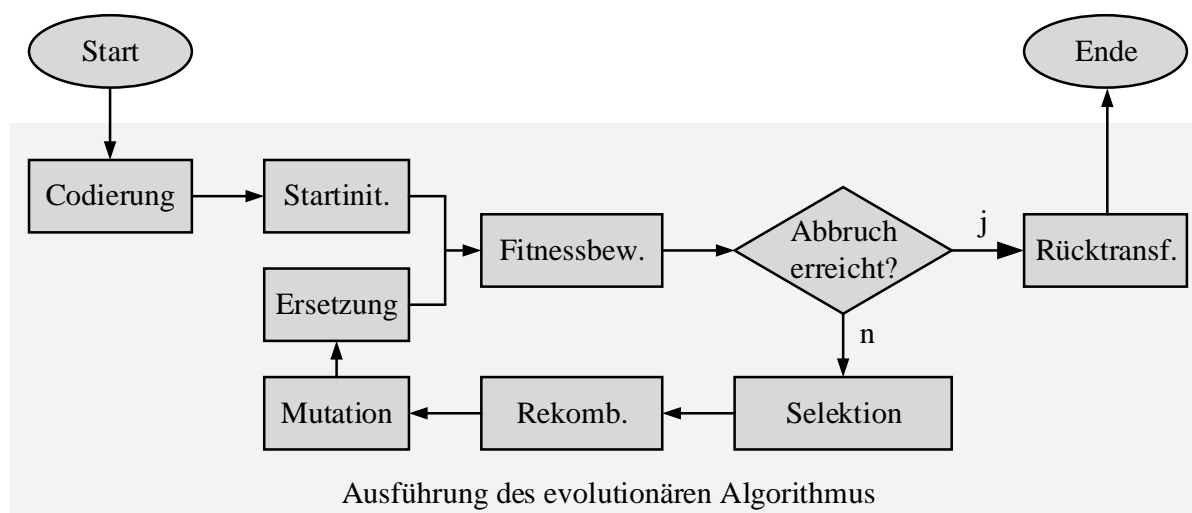 Start
Ende
Codierung
Startinit.
Ersetzung
Fitnessbew.
Abbruch
erreicht?
j
Rücktransf.
n
Mutation
Rekomb.
Selektion
Ausführung des evolutionären Algorithmus